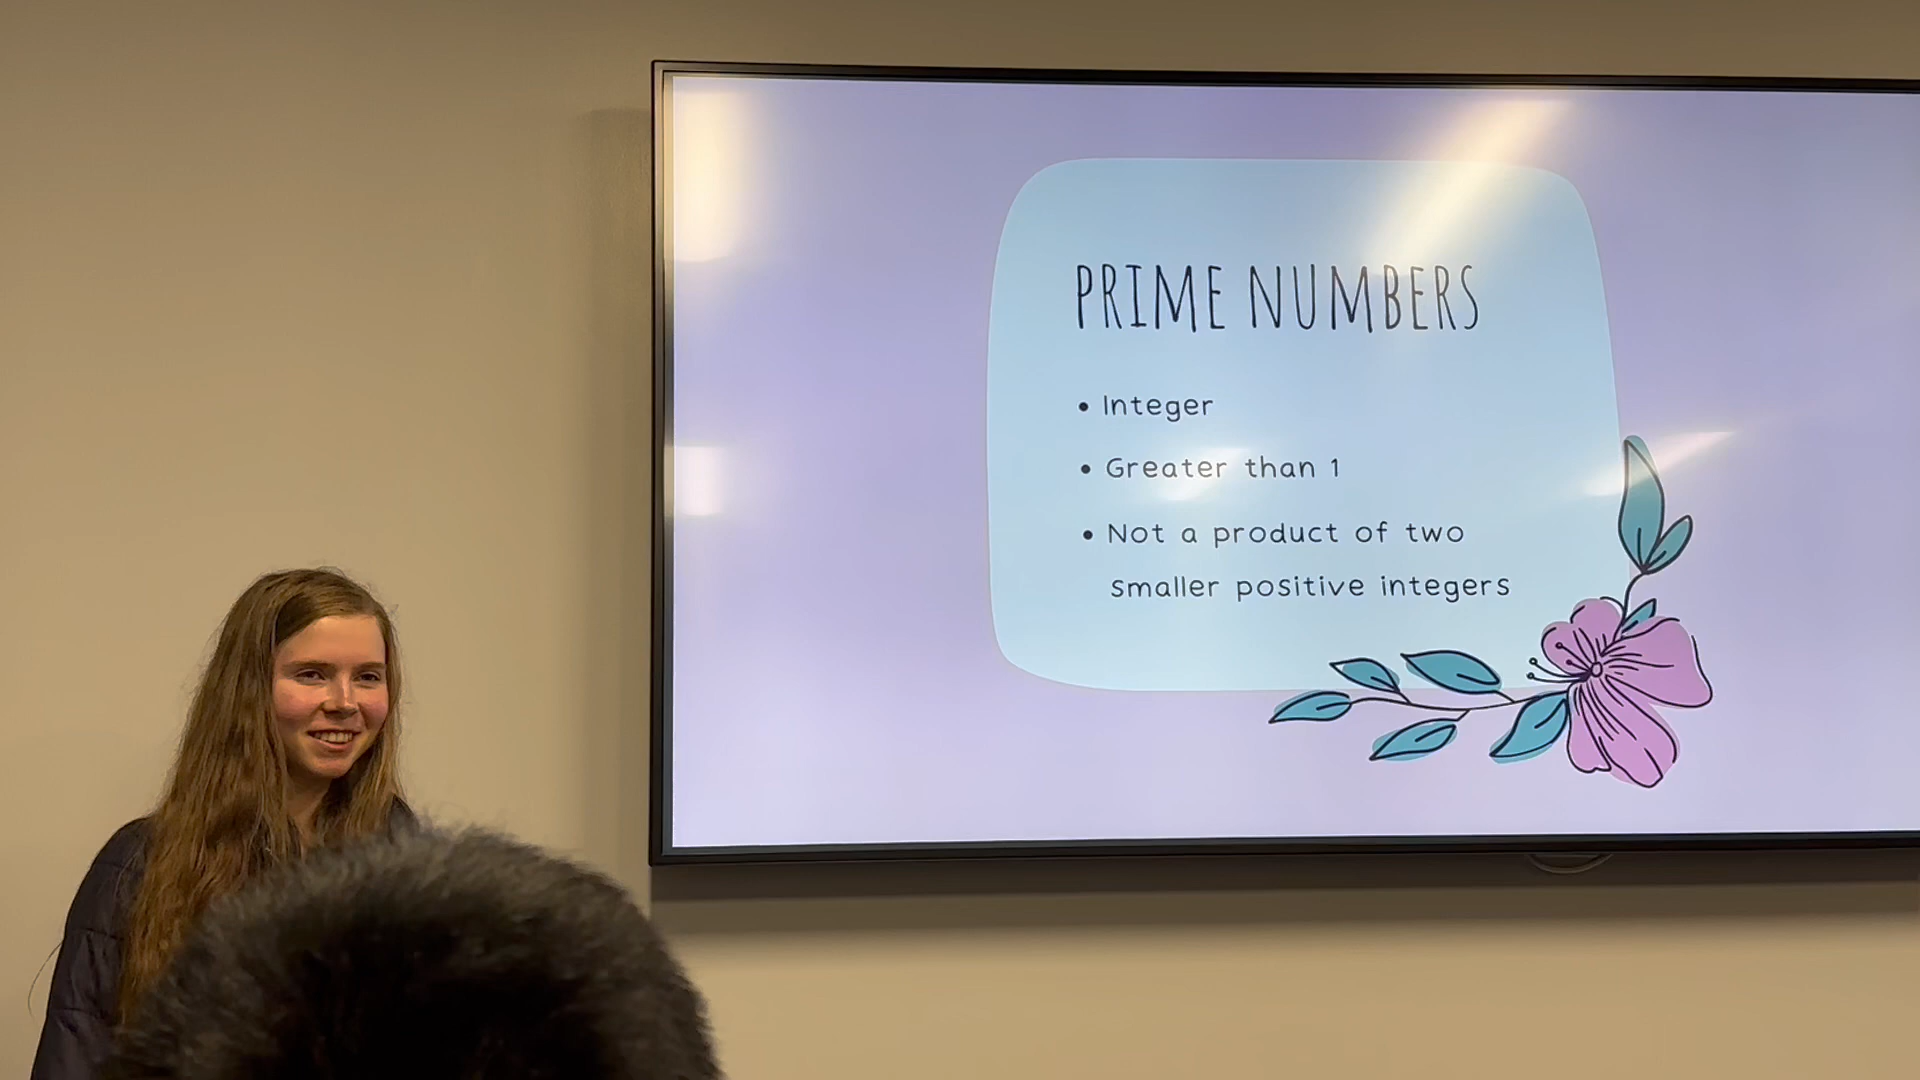 PRIME NUMBERS
• Integer
• Greater than 1
• Not a product of two
smaller positive integers